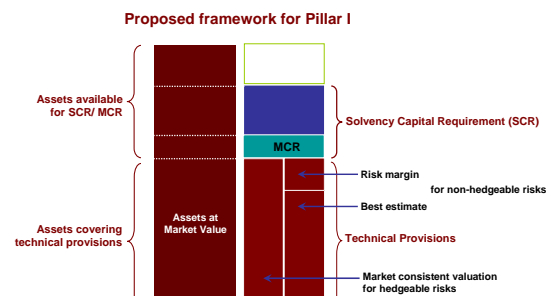 Proposed framework for Pillar I
Assets available
for SCR/ MCR
Solvency Capital Requirement (SCR)
MCR
Risk margin
for non-hedgeable risks
Best estimate
Assets at
Market Value
Assets covering
technical provisions
Technical Provisions
Market consistent valuation
for hedgeable risks